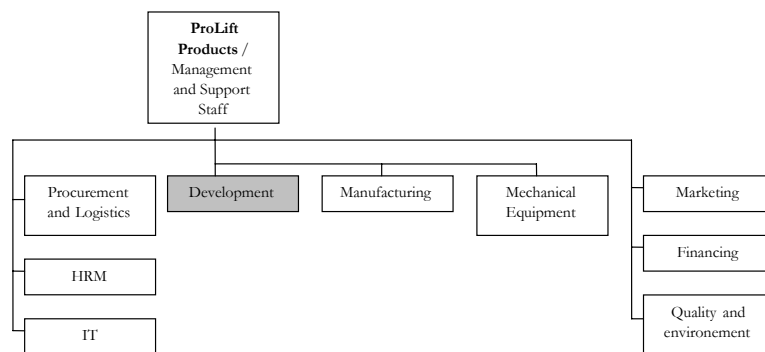 ProLift
Products /
Management
and Support
Staff
Procurement
and Logistics
Development
Manufacturing
Mechanical
Equipment
Marketing
HRM
Financing
IT
Quality and
environement